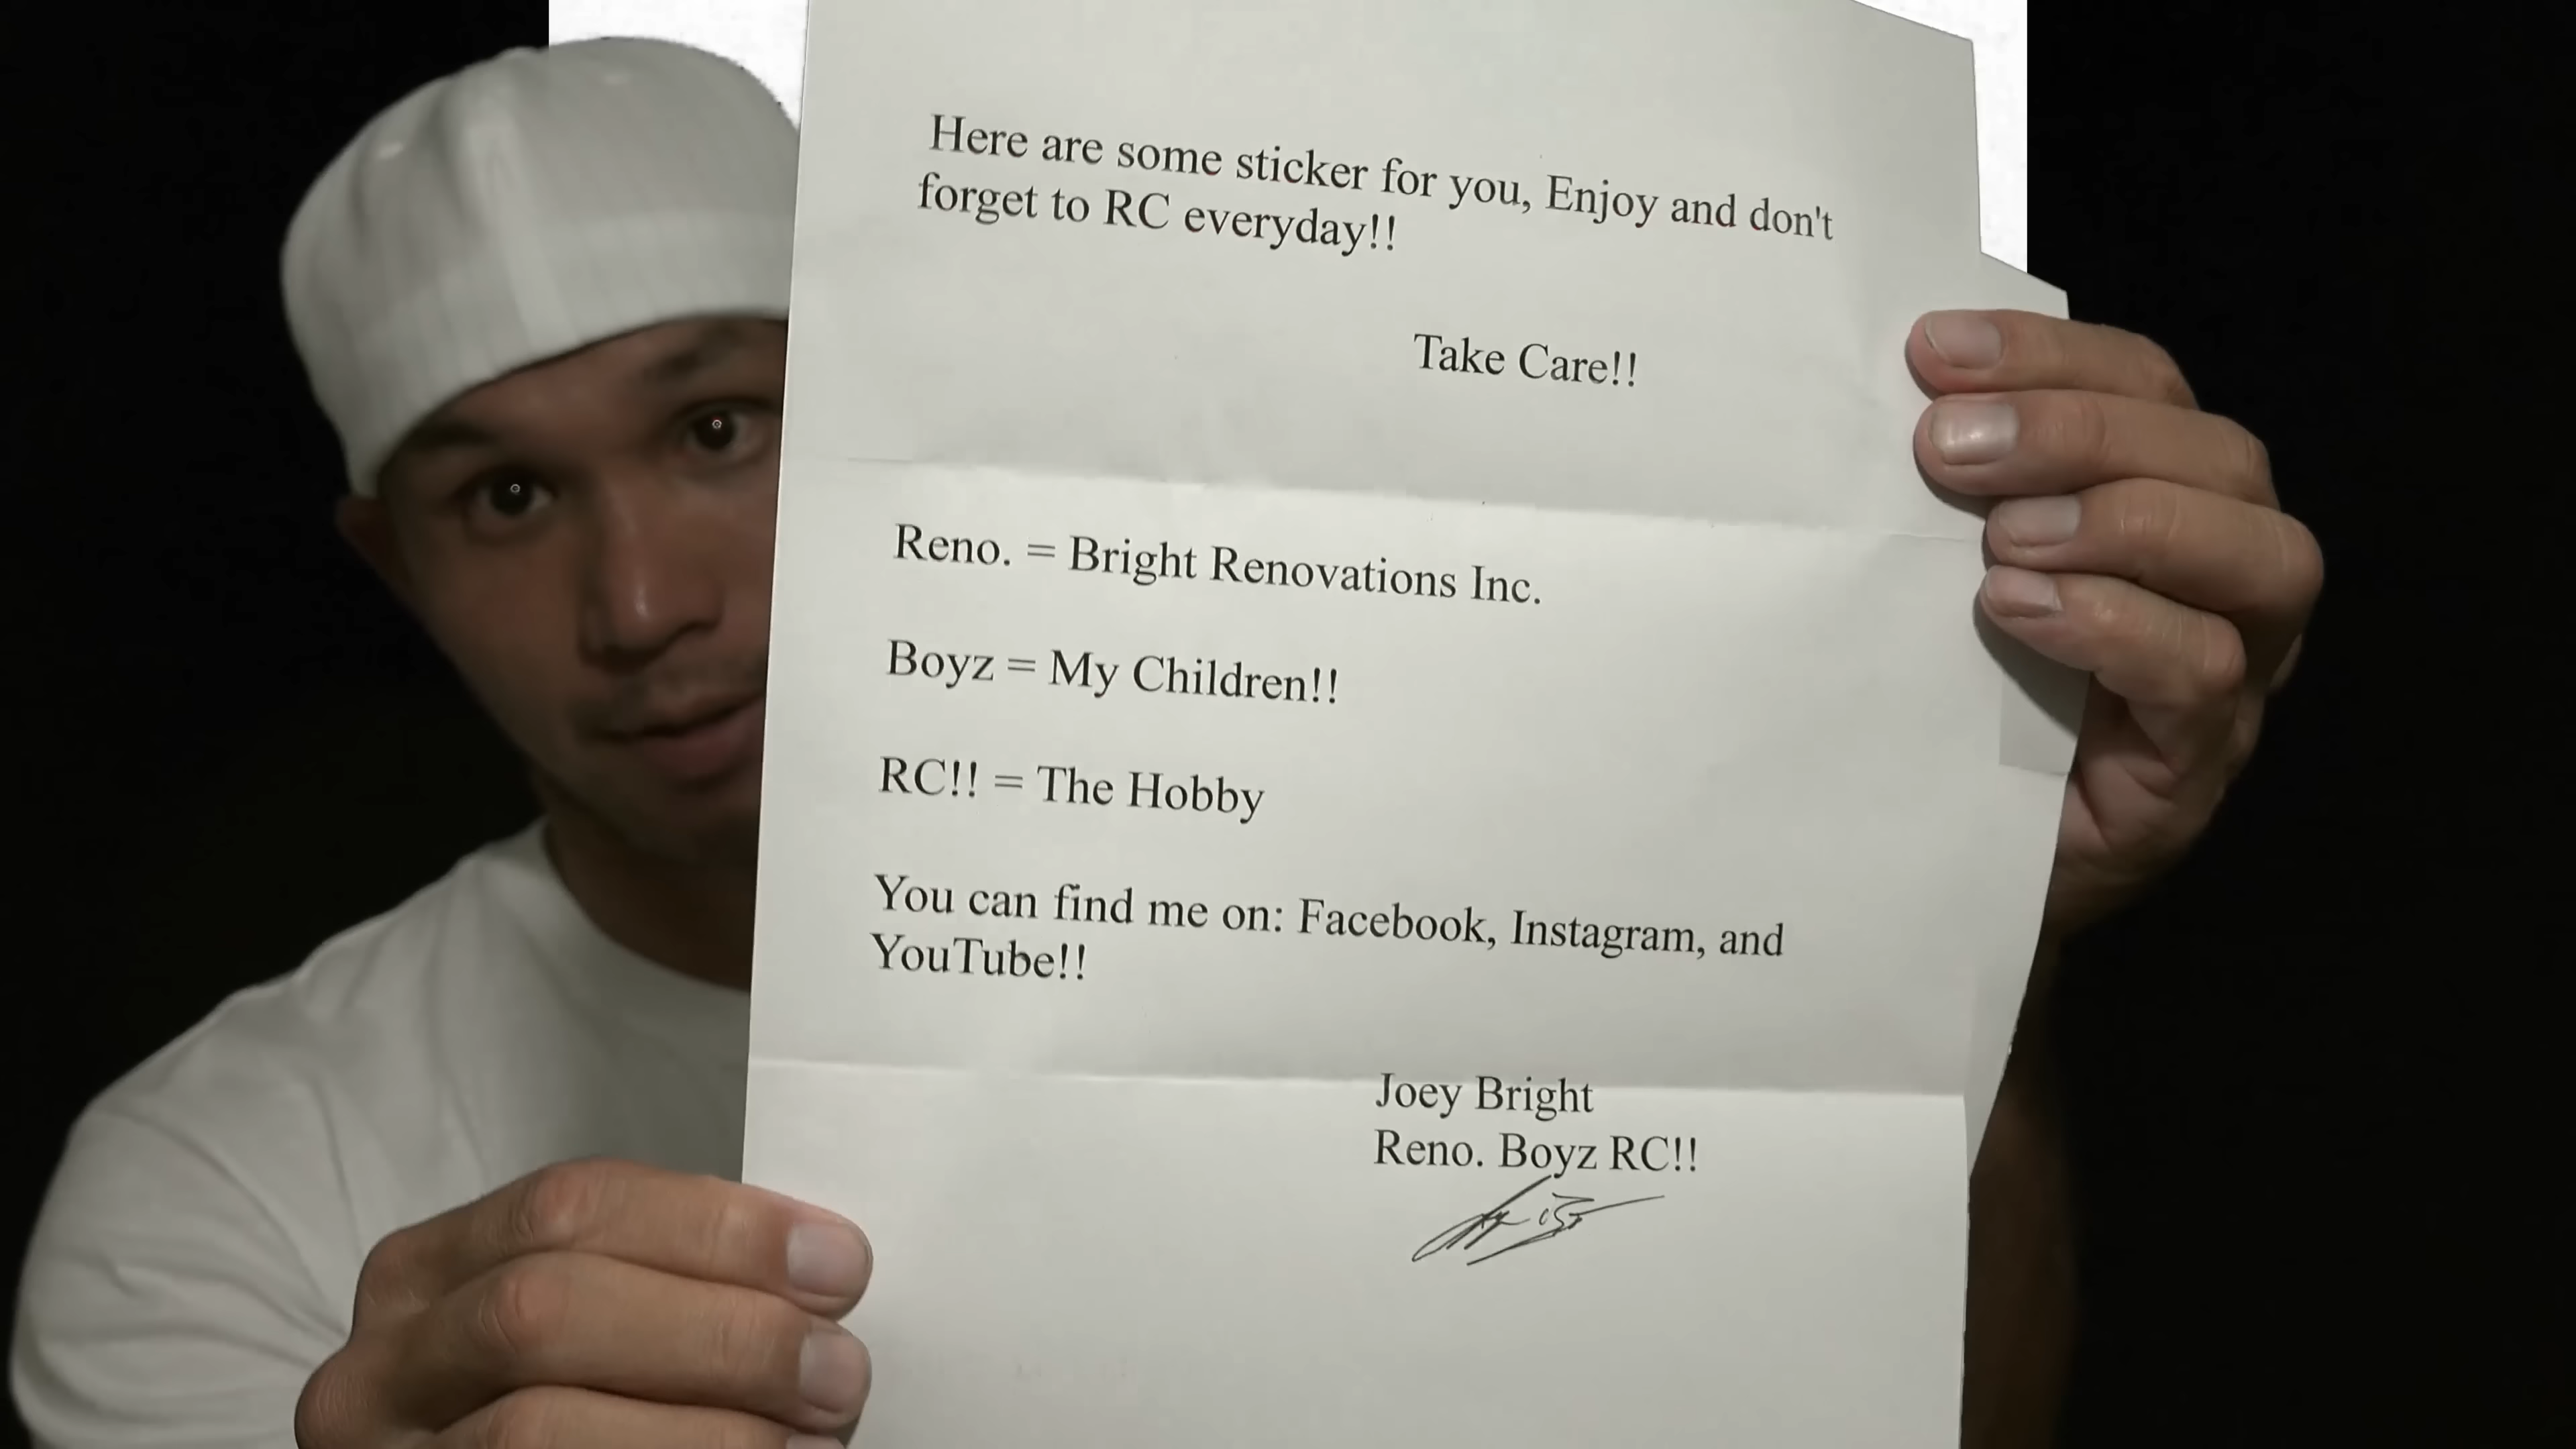 Here are some sticker for you, Enjoy and don't
forget to RC everyday!!
Take Care!!
Reno. = Bright Renovations Inc.
Boyz = My Children!!
RC!! = The Hobby
You can find me on: Facebook, Instagram, and
YouTube!!
Joey Bright
Reno. Boyz RC!!